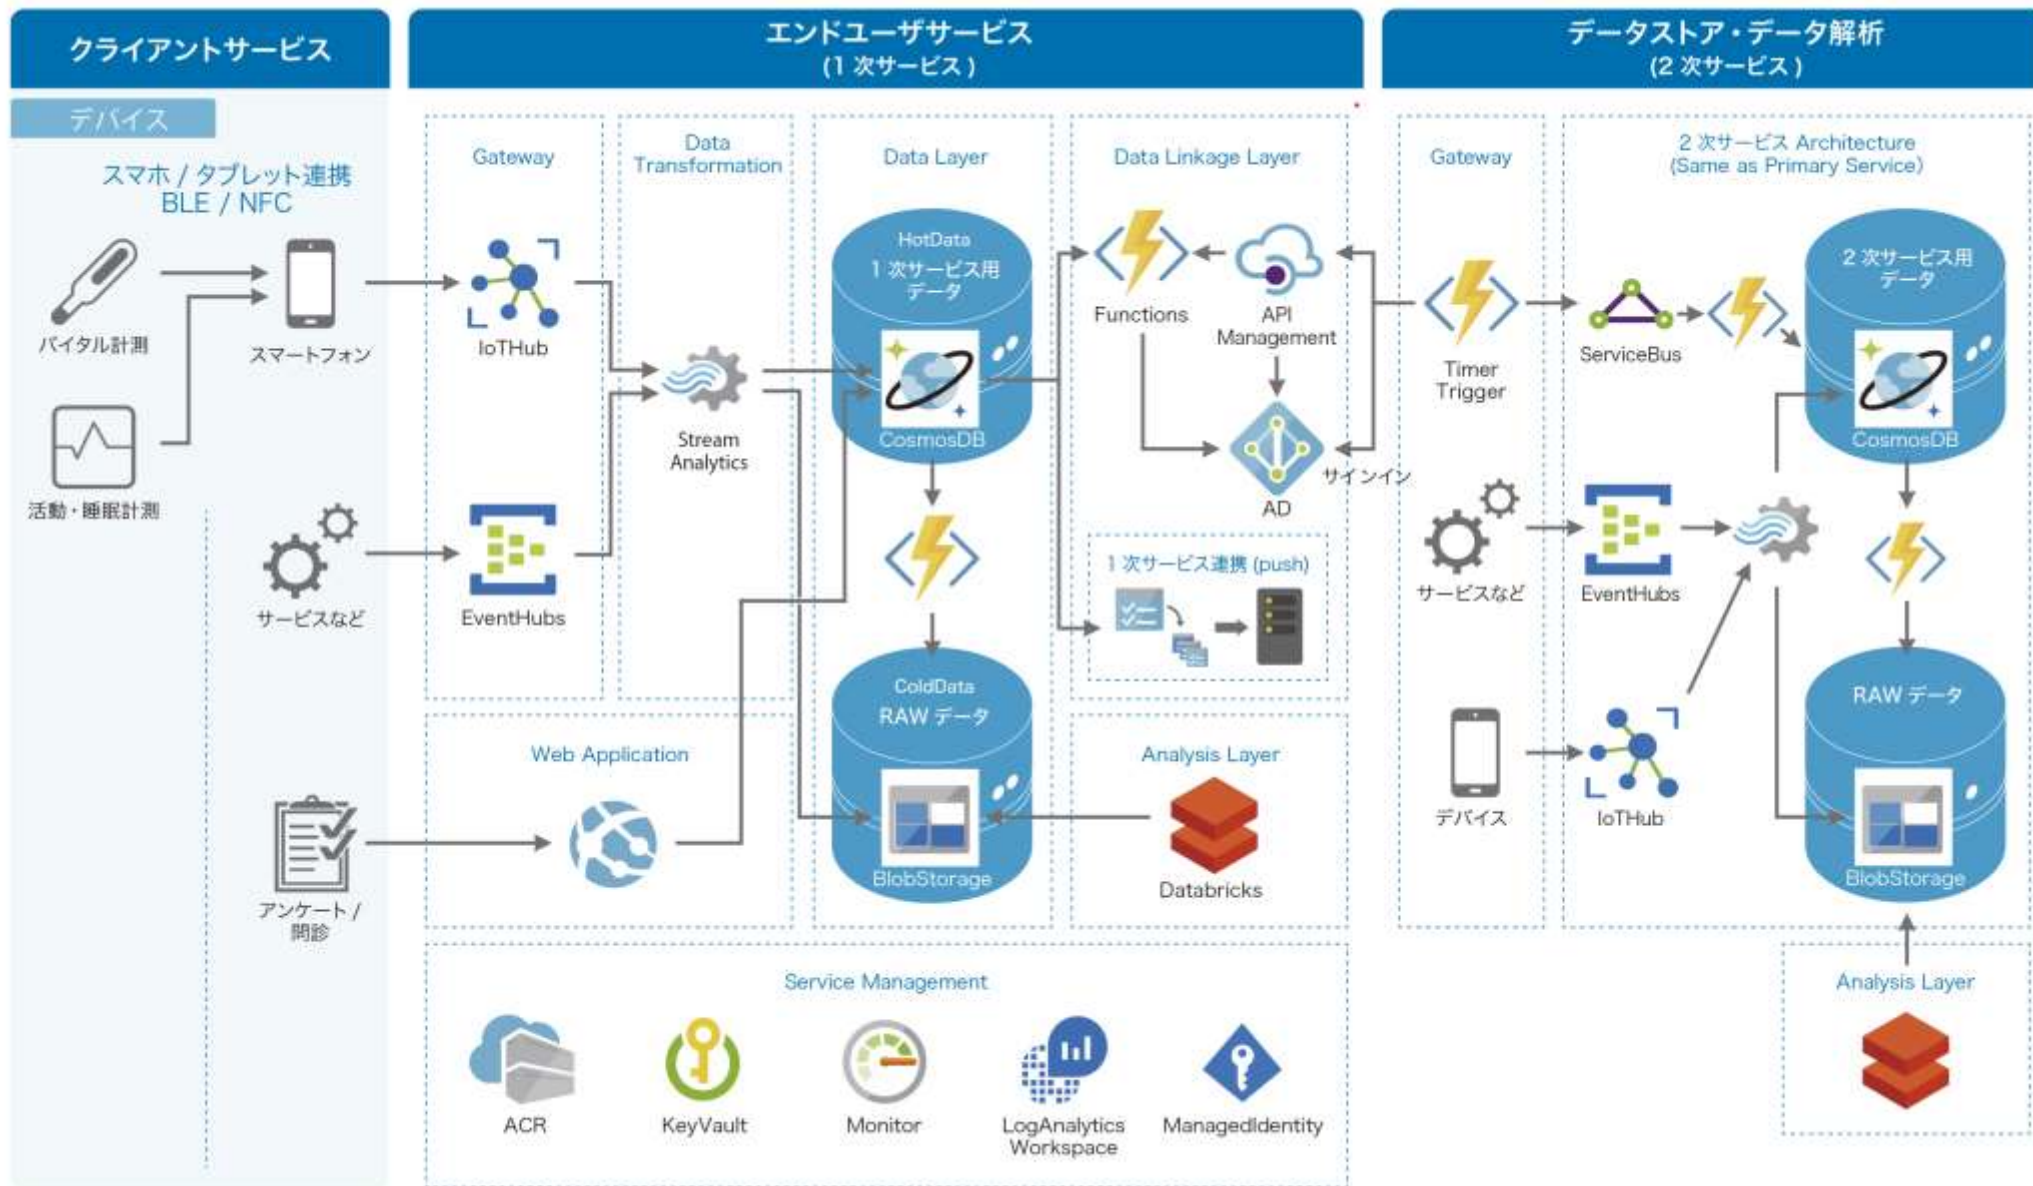 クライアントサービス
エンドユーザサービス
(1 次サービス )
データストア・データ解析
(2 次サービス )
デバイス
スマホ / タブレット連携
BLE / NFC
バイタル計測
スマートフォン
活動・睡眠計測
サービスなど
アンケート /
問診
Gateway
IoTHub
EventHubs
Data
Transformation
Stream
Analytics
Web Application
Data Layer
HotData
1 次サービス用
データ
CosmosDB
ColdData
RAW データ
BlobStorage
Data Linkage Layer
Functions
API
Management
AD
サインイン
1 次サービス連携 (push)
Analysis Layer
Databricks
Service Management
ACR
KeyVault
Monitor
LogAnalytics
Workspace
ManagedIdentity
Gateway
Timer
Trigger
サービスなど
デバイス
2 次サービス Architecture
(Same as Primary Service)
ServiceBus
EventHubs
IoTHub
2 次サービス用
データ
CosmosDB
RAW データ
BlobStorage
Analysis Layer